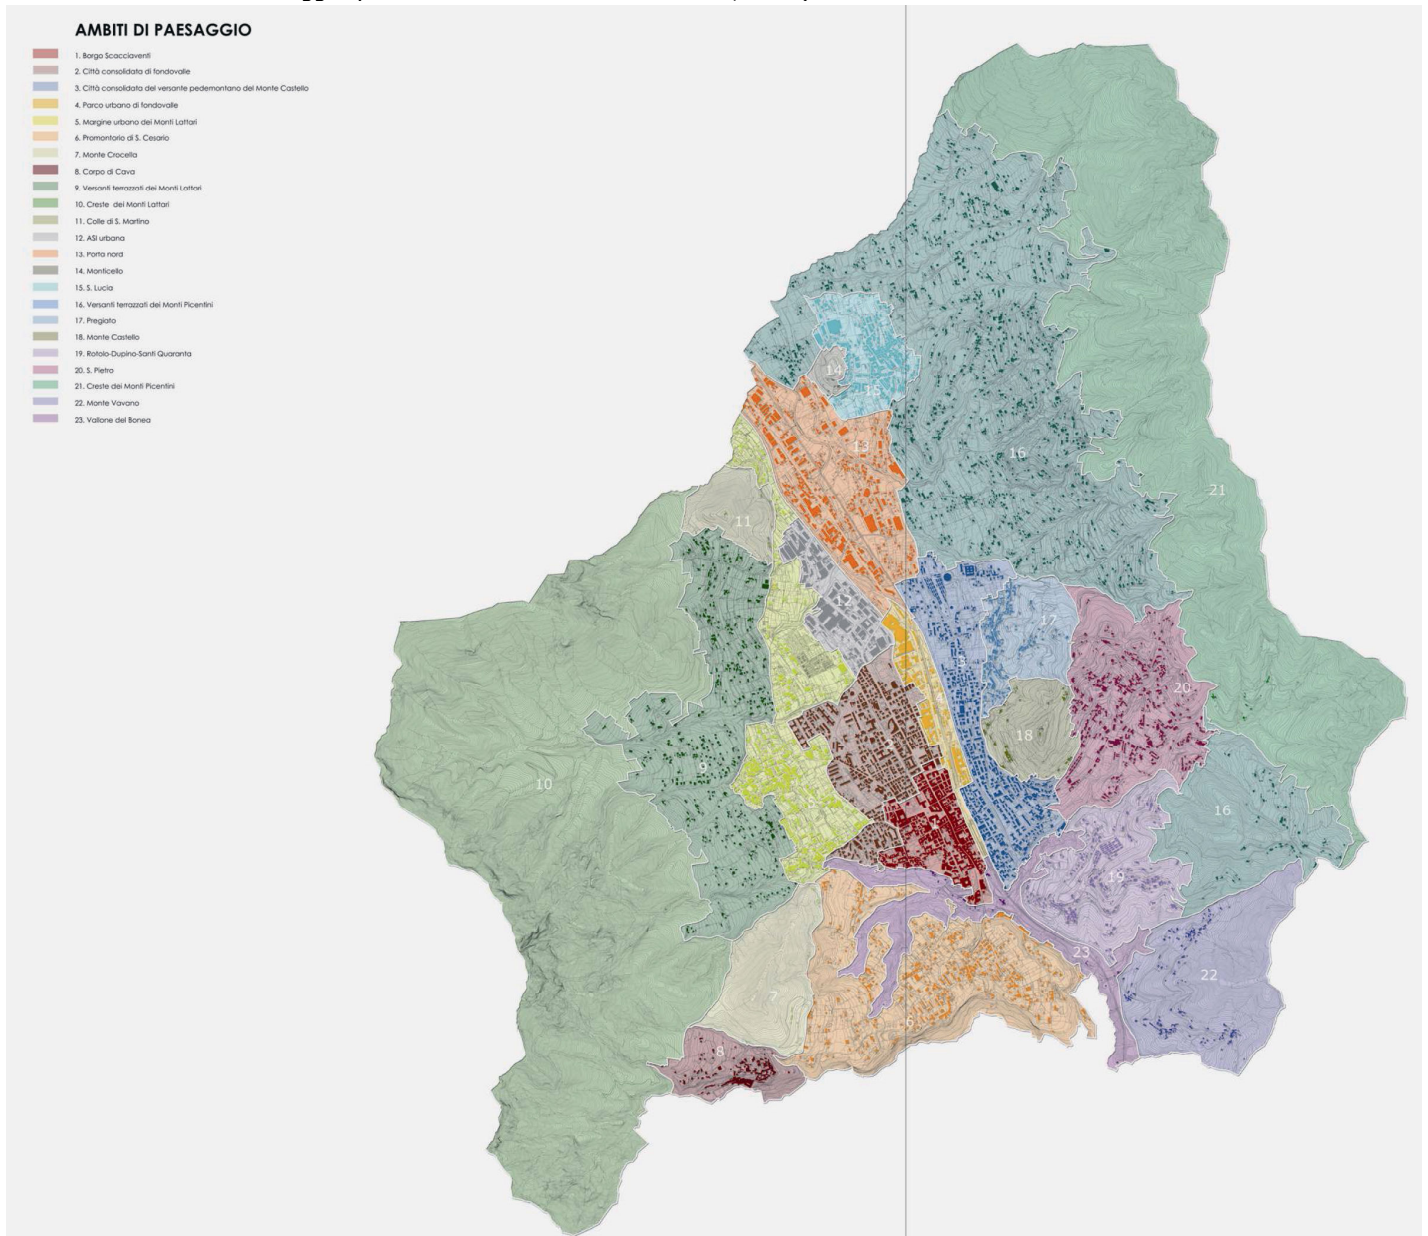 AMBITI DI PAESAGGIO
1. Borgo Scacciaventi
2. Città consolidata di fondovalle
3. Città consolidata del versante pedemontano del Monte Castello
4. Parco urbano di fondovalle
5. Margine urbano dei Monti Lattari
6. Promontorio di S. Cesario
7. Monte Crocella
8. Corpo di Cava
9. Versanti terrazzati dei Monti Lattari
10. Creste dei Monti Lattari
11. Colle di S. Martino
12. ASI urbana
13. Porta nord
14. Monticello
15. S. Lucia
16. Versanti terrazzati dei Monti Picentini
17. Pregiato
18. Monte Castello
19. Rotolo-Dupino-Santi Quaranta
20. S. Pietro
21. Creste dei Monti Picentini
22. Monte Vavano
23. Vallone del Bonea
14
15
13
16
21
11
12
17
3
20
4
18
2
9
10
5
1
16
19
23
22
7
6
8